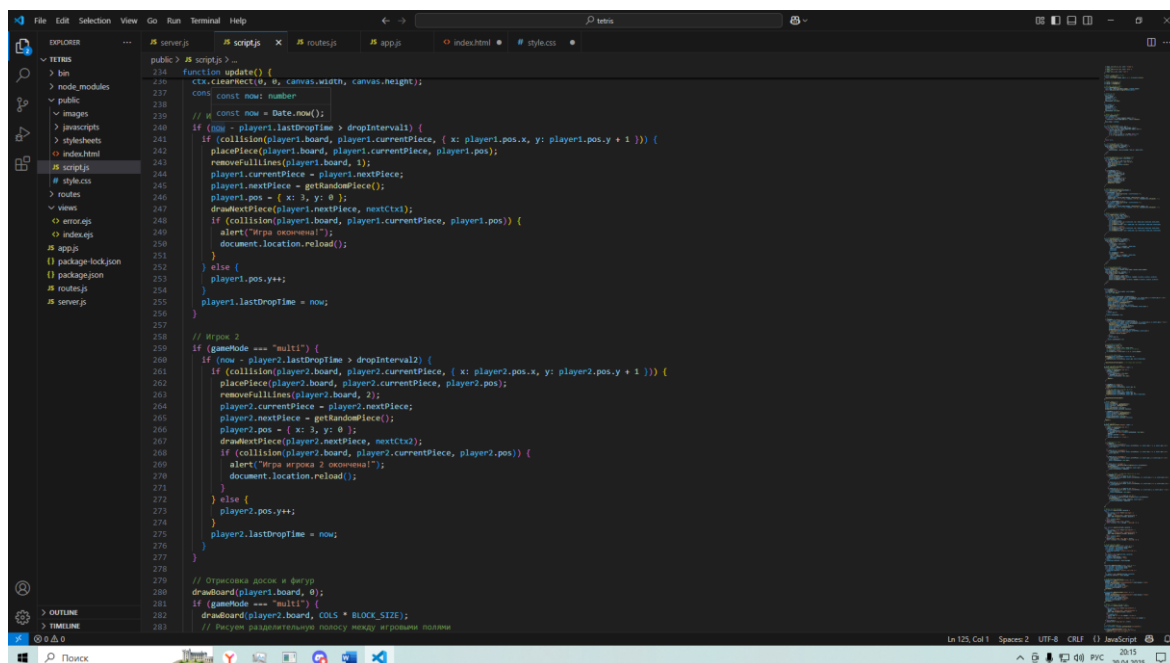 File Edit Selection View Go Run Terminal Help
tetris
EXPLORER
TETRIS
bin
node_modules
public
images
javascripts
stylesheets
index.html
script.js
style.css
routes
views
error.ejs
index.ejs
app.js
package-lock.json
package.json
routes.js
server.js
OUTLINE
TIMELINE
server.js script.js routes.js app.js index.html style.css
public > script.js > ...
234 function update() {
236 ctx.clearRect(0, 0, canvas.width, canvas.height);
237 cons
const now: number
238
const now = Date.now();
239 // И
240 if (now - player1.lastDropTime > dropInterval1) {
241 if (collision(player1.board, player1.currentPiece, { x: player1.pos.x, y: player1.pos.y + 1 })) {
242 placePiece(player1.board, player1.currentPiece, player1.pos);
243 removeFullLines(player1.board, 1);
244 player1.currentPiece = player1.nextPiece;
245 player1.nextPiece = getRandomPiece();
246 player1.pos = { x: 3, y: 0 };
247 drawNextPiece(player1.nextPiece, nextCtx1);
248 if (collision(player1.board, player1.currentPiece, player1.pos)) {
249 alert("Игра окончена!");
250 document.location.reload();
251 }
252 } else {
253 player1.pos.y++;
254 }
255 player1.lastDropTime = now;
256 }
257
258 // Игрок 2
259 if (gameMode === "multi") {
260 if (now - player2.lastDropTime > dropInterval2) {
261 if (collision(player2.board, player2.currentPiece, { x: player2.pos.x, y: player2.pos.y + 1 })) {
262 placePiece(player2.board, player2.currentPiece, player2.pos);
263 removeFullLines(player2.board, 2);
264 player2.currentPiece = player2.nextPiece;
265 player2.nextPiece = getRandomPiece();
266 player2.pos = { x: 3, y: 0 };
267 drawNextPiece(player2.nextPiece, nextCtx2);
268 if (collision(player2.board, player2.currentPiece, player2.pos)) {
269 alert("Игра игрока 2 окончена!");
270 document.location.reload();
271 }
272 } else {
273 player2.pos.y++;
274 }
275 player2.lastDropTime = now;
276 }
277 }
278
279 // Отрисовка досок и фигур
280 drawBoard(player1.board, 0);
281 if (gameMode === "multi") {
282 drawBoard(player2.board, COLS * BLOCK_SIZE);
283 // Рисуем разделительную полосу между игровыми полями
0 0 0
Ln 125, Col 1 Spaces: 2 UTF-8 CRLF {} JavaScript
Поиск
РУС
20:15